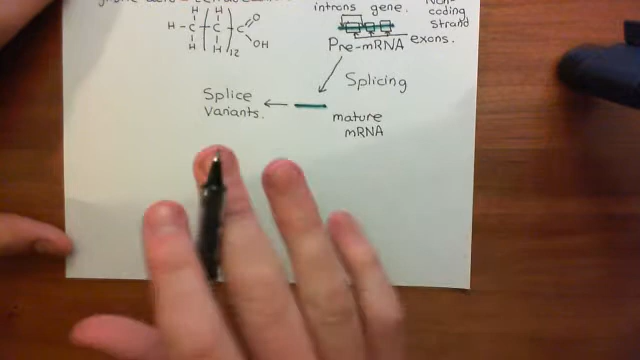 introns gene.
Non-
coding
strand
H H
H - C - C - C O
H H OH
12
exons.
Pre-mRNA
Splicing
Splice
Variants.
mature
mRNA